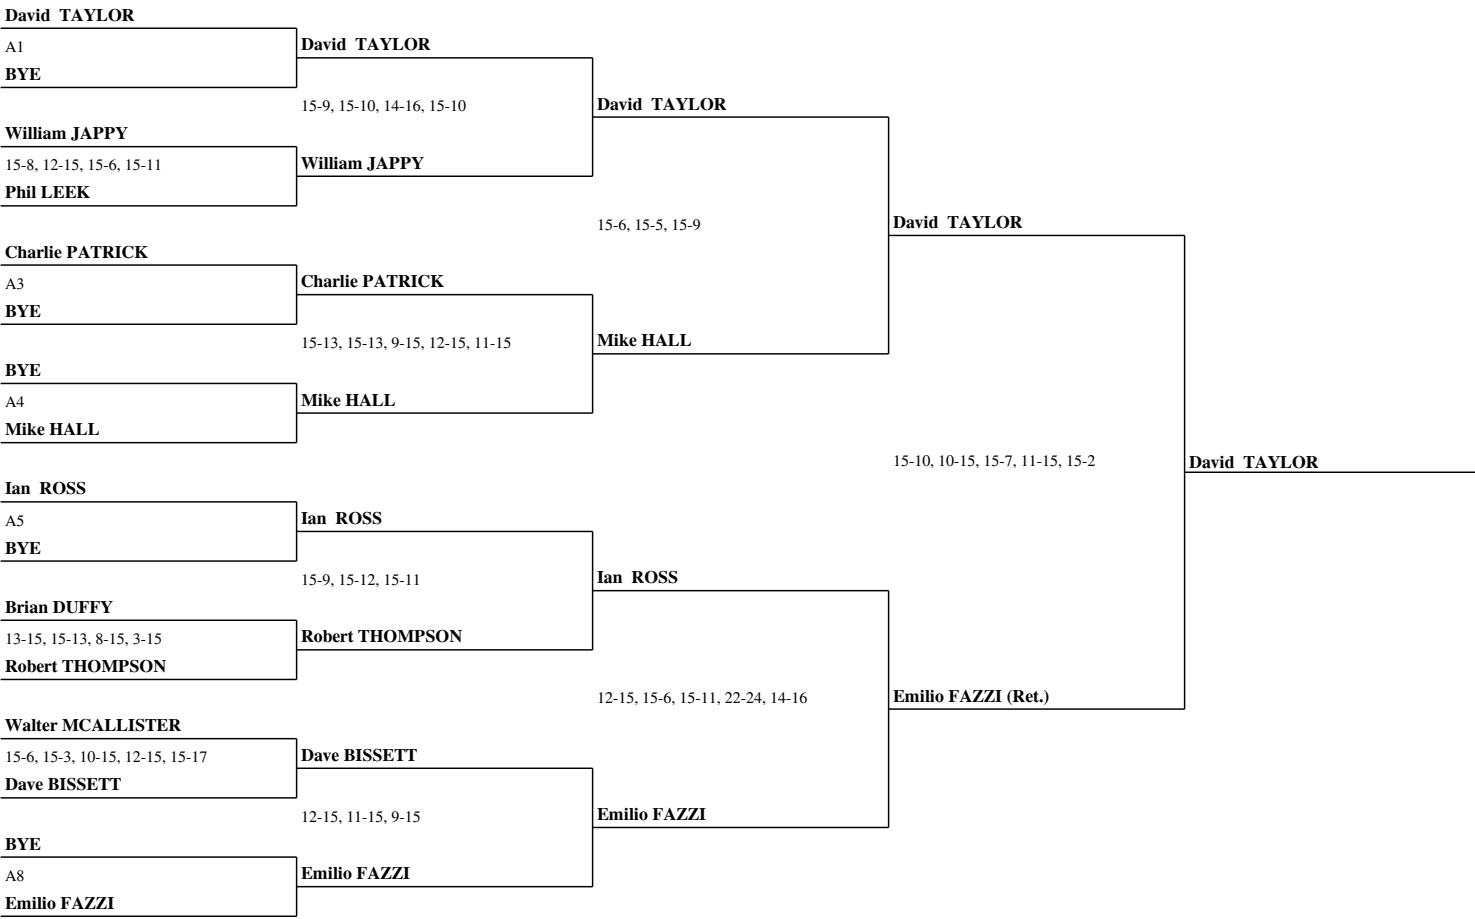 David  TAYLOR
A1
BYE
William JAPPY
15-8, 12-15, 15-6, 15-11
Phil LEEK
Charlie PATRICK
A3
BYE
BYE
A4
Mike HALL
Ian  ROSS
A5
BYE
Brian DUFFY
13-15, 15-13, 8-15, 3-15
Robert THOMPSON
Walter MCALLISTER
15-6, 15-3, 10-15, 12-15, 15-17
Dave BISSETT
BYE
A8
Emilio FAZZI
David  TAYLOR
15-9, 15-10, 14-16, 15-10
William JAPPY
Charlie PATRICK
15-13, 15-13, 9-15, 12-15, 11-15
Mike HALL
Ian  ROSS
15-9, 15-12, 15-11
Robert THOMPSON
Dave BISSETT
12-15, 11-15, 9-15
Emilio FAZZI
David  TAYLOR
15-6, 15-5, 15-9
Mike HALL
Ian  ROSS
12-15, 15-6, 15-11, 22-24, 14-16
Emilio FAZZI
David  TAYLOR
15-10, 10-15, 15-7, 11-15, 15-2
Emilio FAZZI (Ret.)
David  TAYLOR